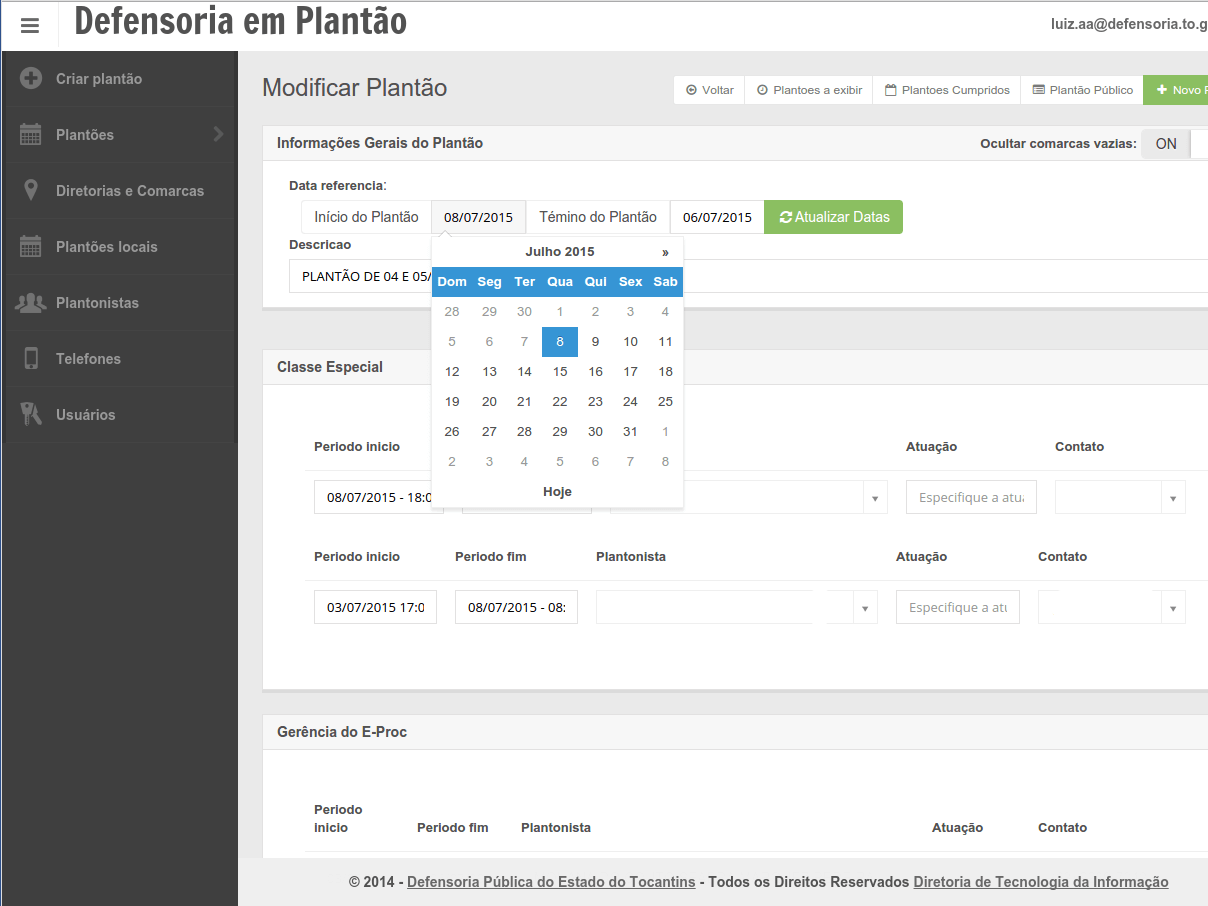 Defensoria em Plantão
luiz.aa@defensoria.to.g
Criar plantão
Plantões
Diretorias e Comarcas
Plantões locais
Plantonistas
Telefones
Usuários
Modificar Plantão
Voltar Plantoes a exibir Plantoes Cumpridos Plantão Público Novo P
Informações Gerais do Plantão Ocultar comarcas vazias: ON
Data referencia:
Início do Plantão 08/07/2015 Témino do Plantão 06/07/2015 Atualizar Datas
Descricao
PLANTÃO DE 04 E 05/
Julho 2015 »
Dom Seg Ter Qua Qui Sex Sab
28 29 30 1 2 3 4
5 6 7 8 9 10 11
12 13 14 15 16 17 18
19 20 21 22 23 24 25
26 27 28 29 30 31 1
2 3 4 5 6 7 8
Hoje
Classe Especial
Periodo inicio Atuação Contato
08/07/2015 - 18:0 Especifique a atua
Periodo inicio Periodo fim Plantonista Atuação Contato
03/07/2015 17:0 08/07/2015 - 08: Especifique a atu
Gerência do E-Proc
Periodo
inicio Periodo fim Plantonista Atuação Contato
© 2014 - Defensoria Pública do Estado do Tocantins - Todos os Direitos Reservados Diretoria de Tecnologia da Informação